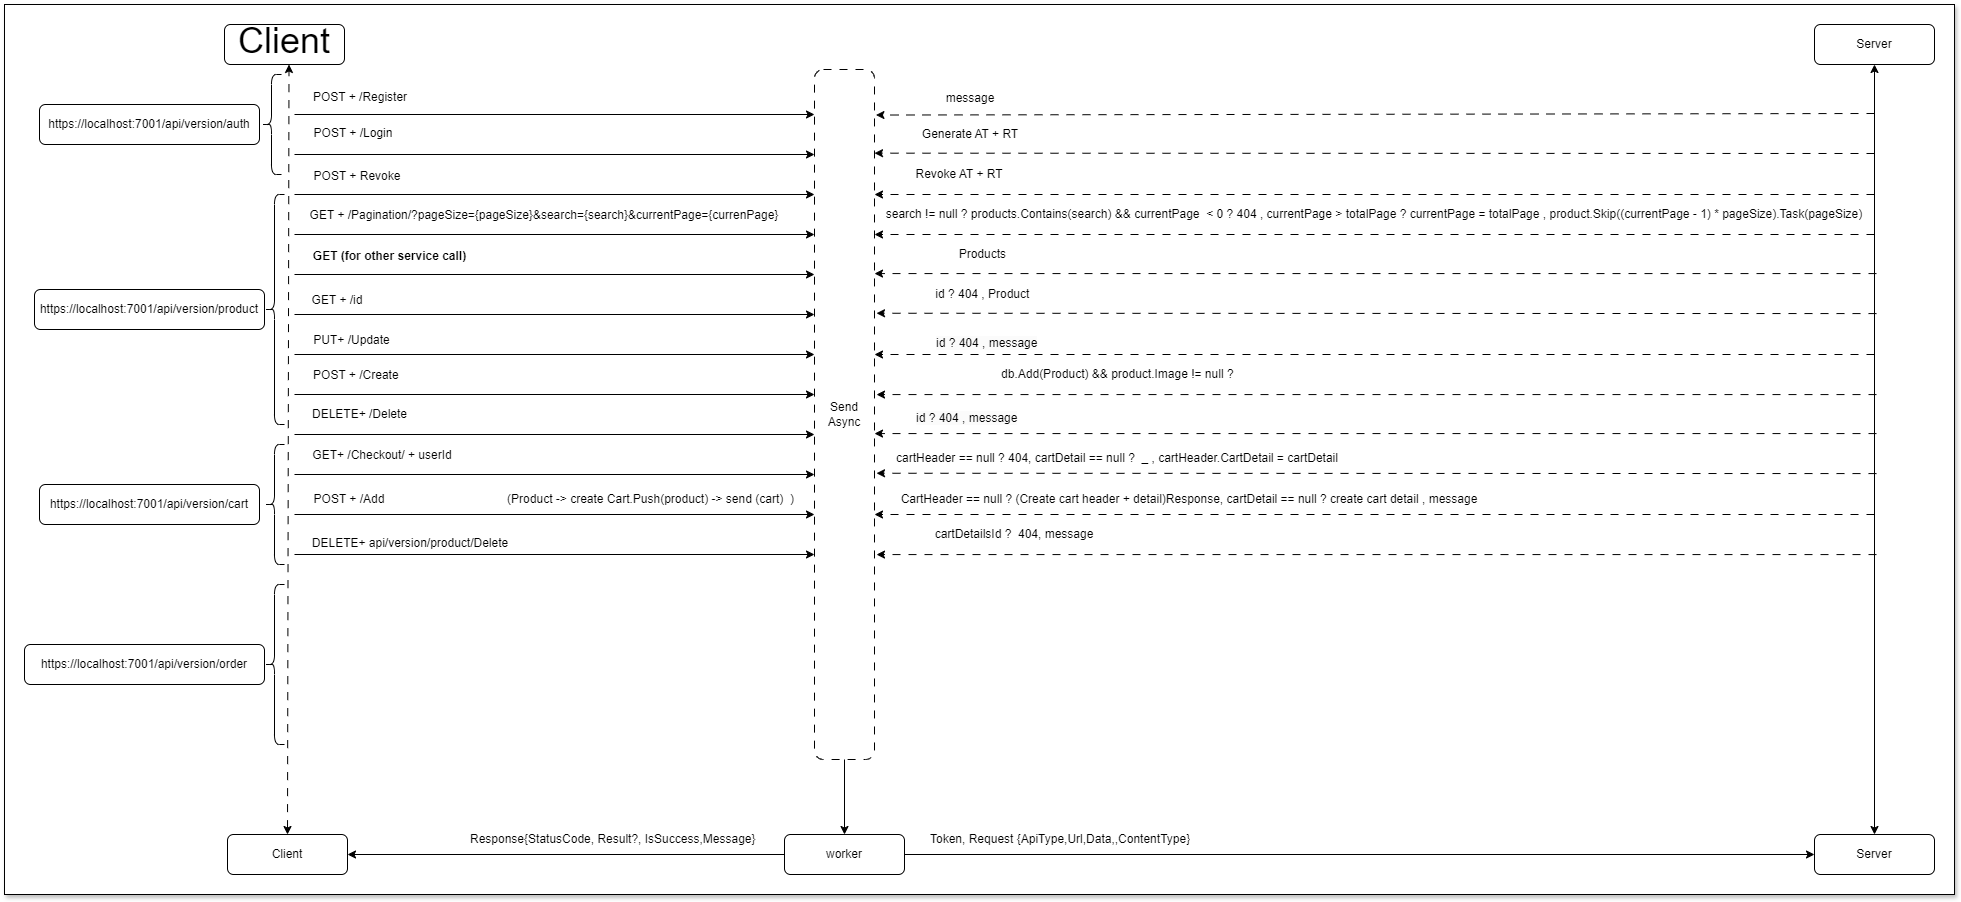 Client
Server
POST + /Register
message
https://localhost:7001/api/version/auth
POST + /Login
Generate AT + RT
POST + Revoke
Revoke AT + RT
GET + /Pagination/?pageSize={pageSize}&search={search}&currentPage={currenPage}
search != null ? products.Contains(search) && currentPage < 0 ? 404 , currentPage > totalPage ? currentPage = totalPage , product.Skip((currentPage - 1) * pageSize).Task(pageSize)
GET (for other service call)
Products
GET + /id
id ? 404 , Product
https://localhost:7001/api/version/product
PUT+ /Update
id ? 404 , message
POST + /Create
db.Add(Product) && product.Image != null ?
Send
Async
DELETE+ /Delete
id ? 404 , message
GET+ /Checkout/ + userId
cartHeader == null ? 404, cartDetail == null ? _ , cartHeader.CartDetail = cartDetail
https://localhost:7001/api/version/cart
POST + /Add
(Product -> create Cart.Push(product) -> send (cart) )
CartHeader == null ? (Create cart header + detail)Response, cartDetail == null ? create cart detail , message
DELETE+ api/version/product/Delete
cartDetailsId ? 404, message
https://localhost:7001/api/version/order
Response{StatusCode, Result?, IsSuccess,Message}
Token, Request {ApiType,Url,Data,,ContentType}
Client
worker
Server